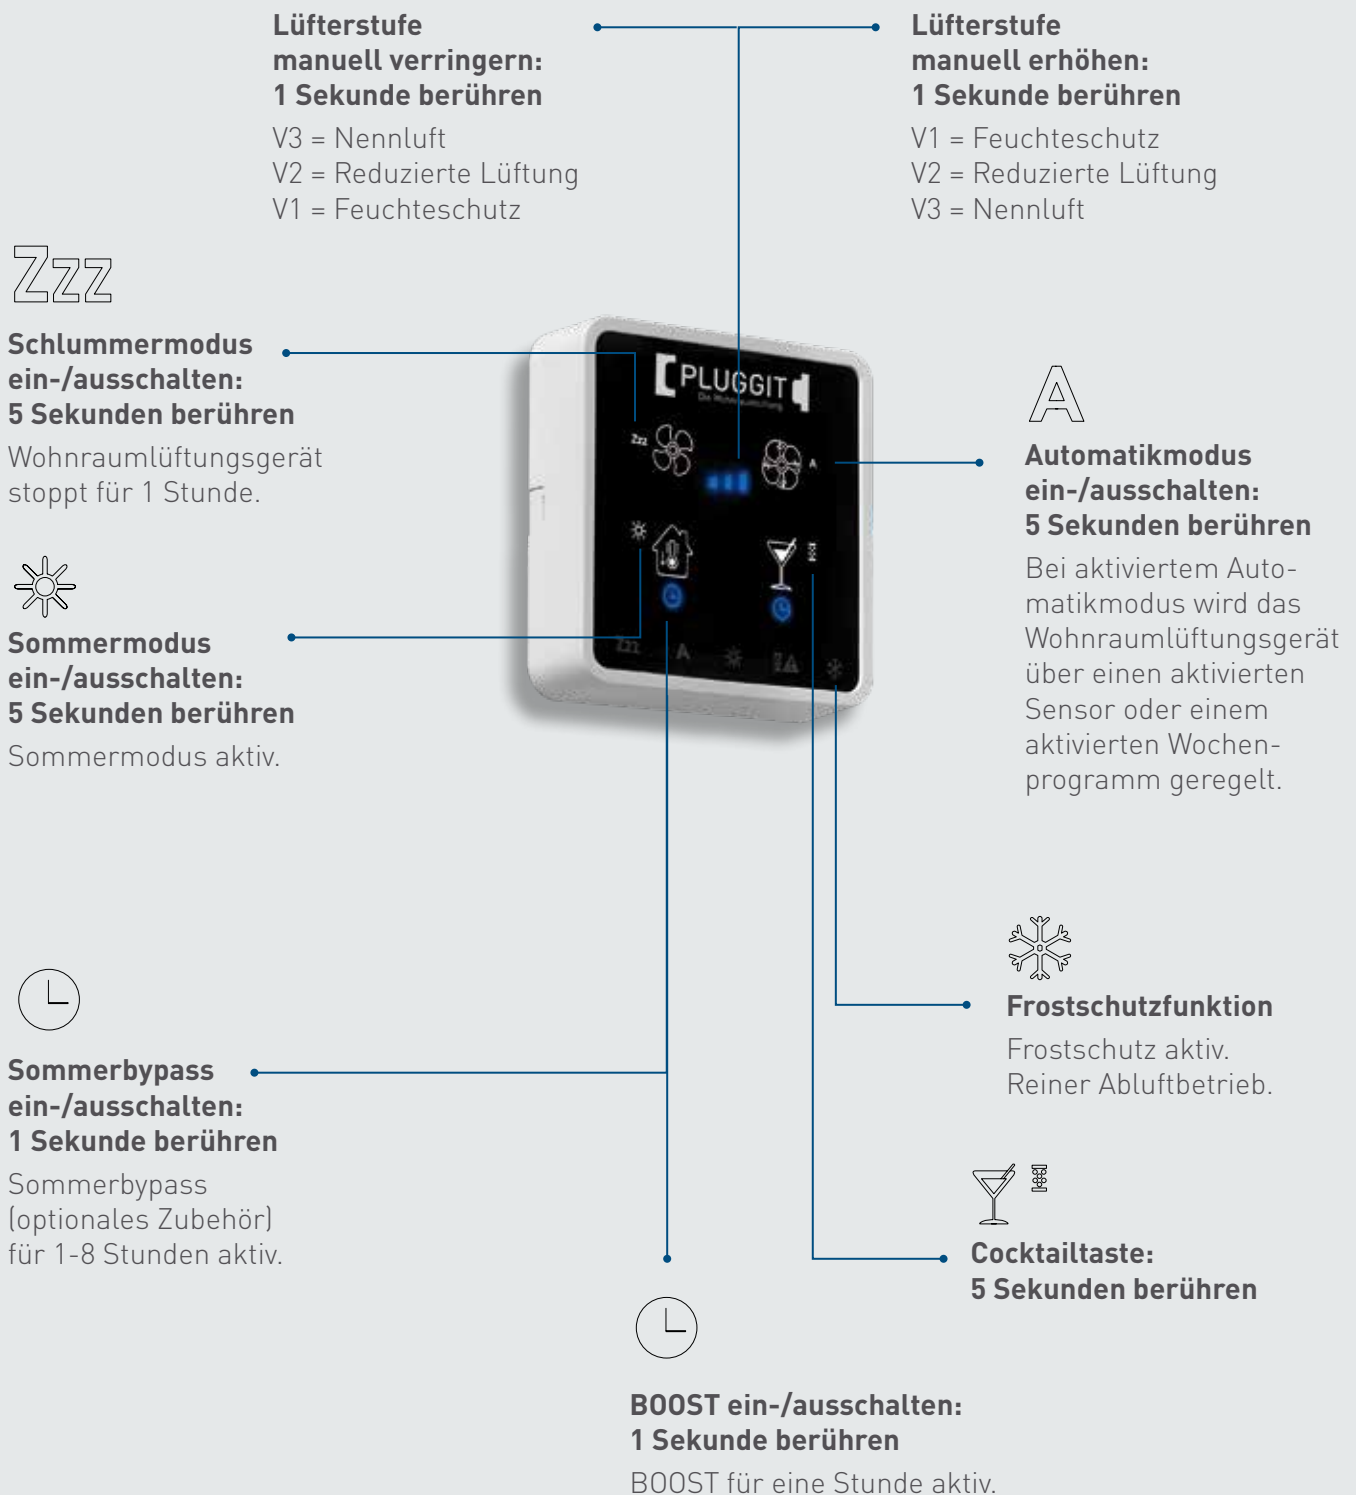 Lüfterstufe
manuell verringern:
1 Sekunde berühren
V3 = Nennluft
V2 = Reduzierte Lüftung
V1 = Feuchteschutz
Lüfterstufe
manuell erhöhen:
1 Sekunde berühren
V1 = Feuchteschutz
V2 = Reduzierte Lüftung
V3 = Nennluft
Zzz
Schlummermodus
ein-/ausschalten:
5 Sekunden berühren
Wohnraumlüftungsgerät
stoppt für 1 Stunde.
PLUGGIT
Die Wohnraumlüftung
Zzz
A
Zzz A
A
Automatikmodus
ein-/ausschalten:
5 Sekunden berühren
Bei aktiviertem Auto-
matikmodus wird das
Wohnraumlüftungsgerät
über einen aktivierten
Sensor oder einem
aktivierten Wochen-
programm geregelt.
Sommermodus
ein-/ausschalten:
5 Sekunden berühren
Sommermodus aktiv.
Frostschutzfunktion
Frostschutz aktiv.
Reiner Abluftbetrieb.
Sommerbypass
ein-/ausschalten:
1 Sekunde berühren
Sommerbypass
(optionales Zubehör)
für 1-8 Stunden aktiv.
Cocktailtaste:
5 Sekunden berühren
BOOST ein-/ausschalten:
1 Sekunde berühren
BOOST für eine Stunde aktiv.